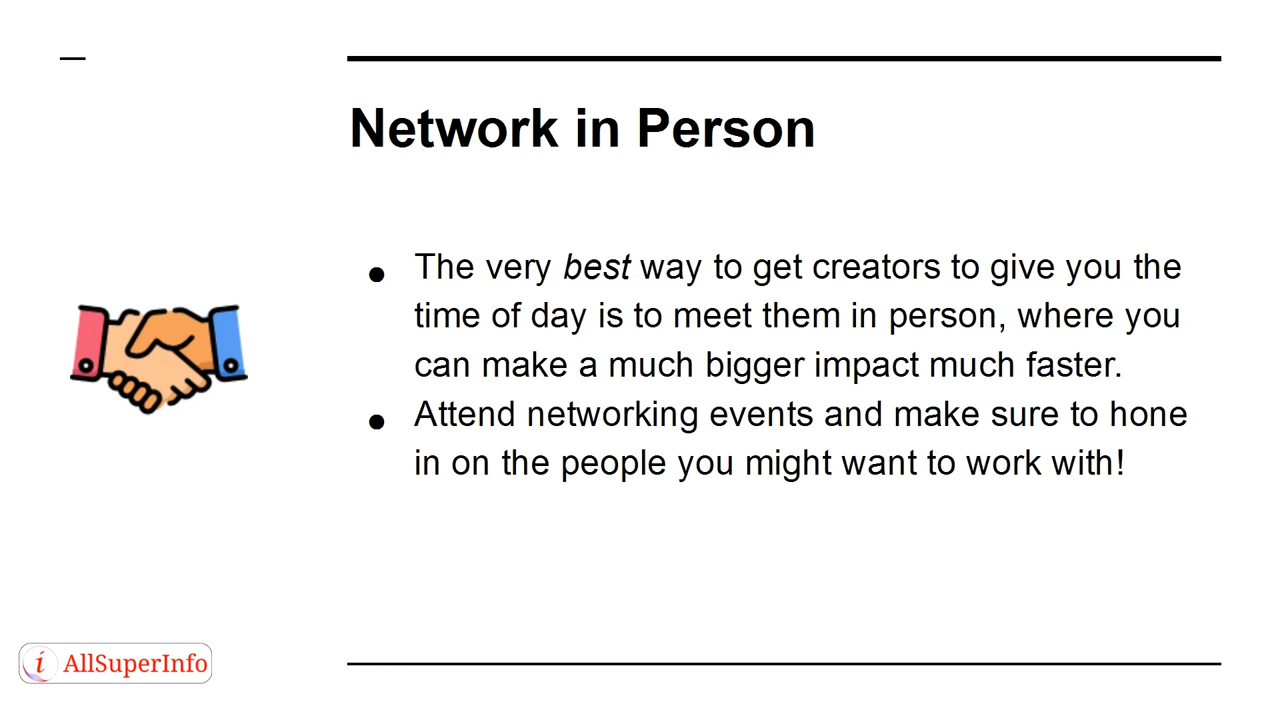 Network in Person
● The very best way to get creators to give you the
time of day is to meet them in person, where you
can make a much bigger impact much faster.
● Attend networking events and make sure to hone
in on the people you might want to work with!
i AllSuperInfo